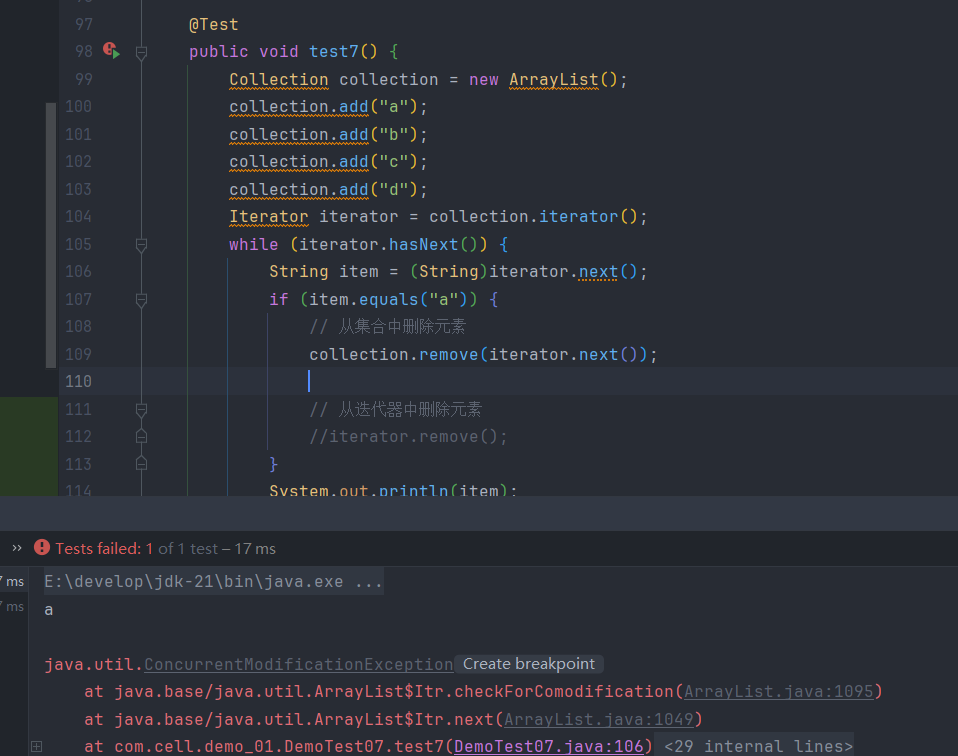 97 @Test
98 public void test7() {
99 Collection collection = new ArrayList();
100 collection.add("a");
101 collection.add("b");
102 collection.add("c");
103 collection.add("d");
104 Iterator iterator = collection.iterator();
105 while (iterator.hasNext()) {
106 String item = (String)iterator.next();
107 if (item.equals("a")) {
108 // 从集合中删除元素
109 collection.remove(iterator.next());
110
111 // 从迭代器中删除元素
112 //iterator.remove();
113 }
114 System.out.println(item);
» Tests failed: 1 of 1 test – 17 ms
7 ms E:\develop\jdk-21\bin\java.exe ...
7 ms a
java.util.ConcurrentModificationException Create breakpoint
at java.base/java.util.ArrayList$Itr.checkForComodification(ArrayList.java:1095)
at java.base/java.util.ArrayList$Itr.next(ArrayList.java:1049)
at com.cell.demo_01.DemoTest07.test7(DemoTest07.java:106) <29 internal lines>